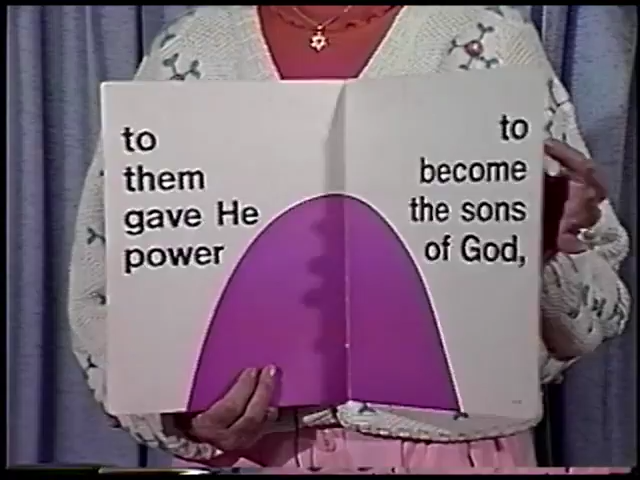 to
them
gave He
power
to
become
the sons
of God,